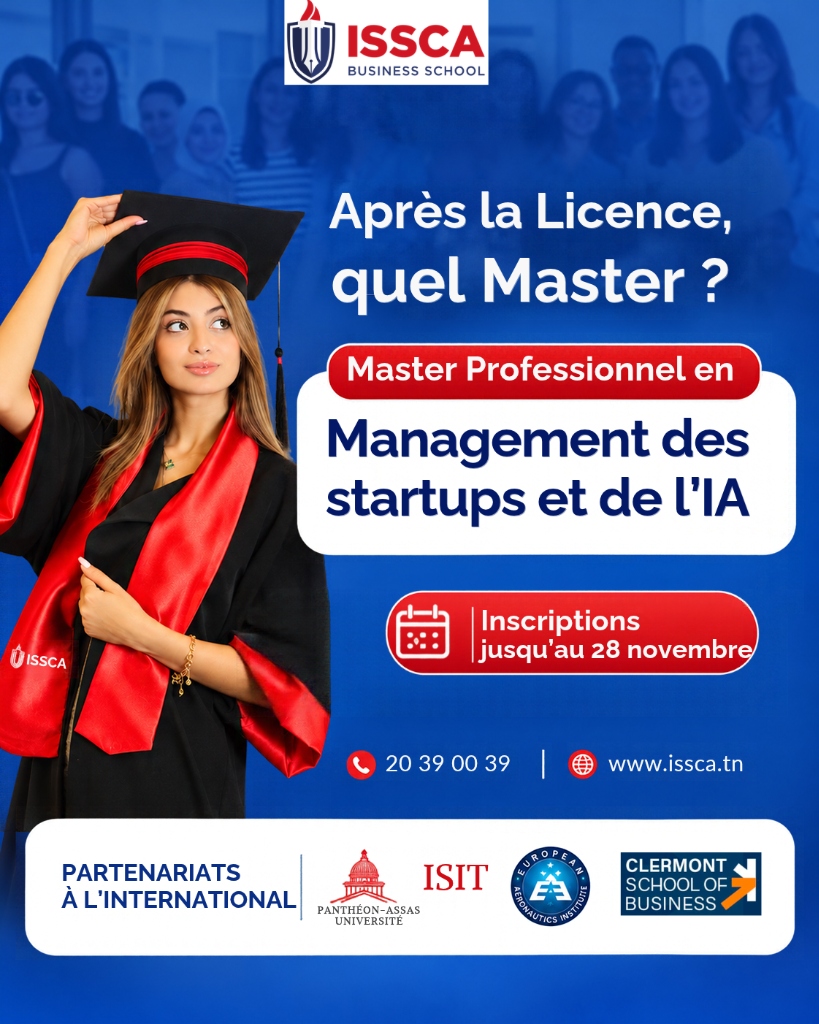 ISSCA
BUSINESS SCHOOL
Après la Licence,
quel Master ?
Master Professionnel en
Management des
startups et de l'IA
Inscriptions
jusqu'au 28 novembre
ISSCA
20 39 00 39 | www.issca.tn
PARTENARIATS
À L'INTERNATIONAL
PANTHÉON-ASSAS
UNIVERSITÉ
ISIT
EUROPEAN
AERONAUTICS INSTITUTE
CLERMONT
SCHOOL OF
BUSINESS